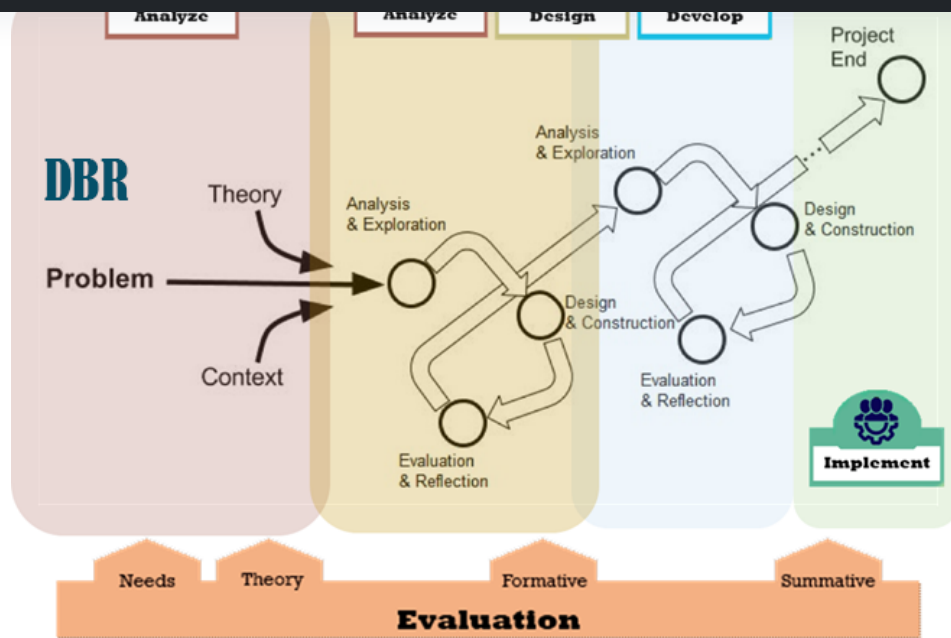 Analyze
Analyze
Design
Develop
Project
End
Analysis
& Exploration
DBR
Theory
Analysis
& Exploration
Design
& Construction
Problem
Design
& Construction
Context
Evaluation
& Reflection
Evaluation
& Reflection
Implement
Needs
Theory
Formative
Summative
Evaluation